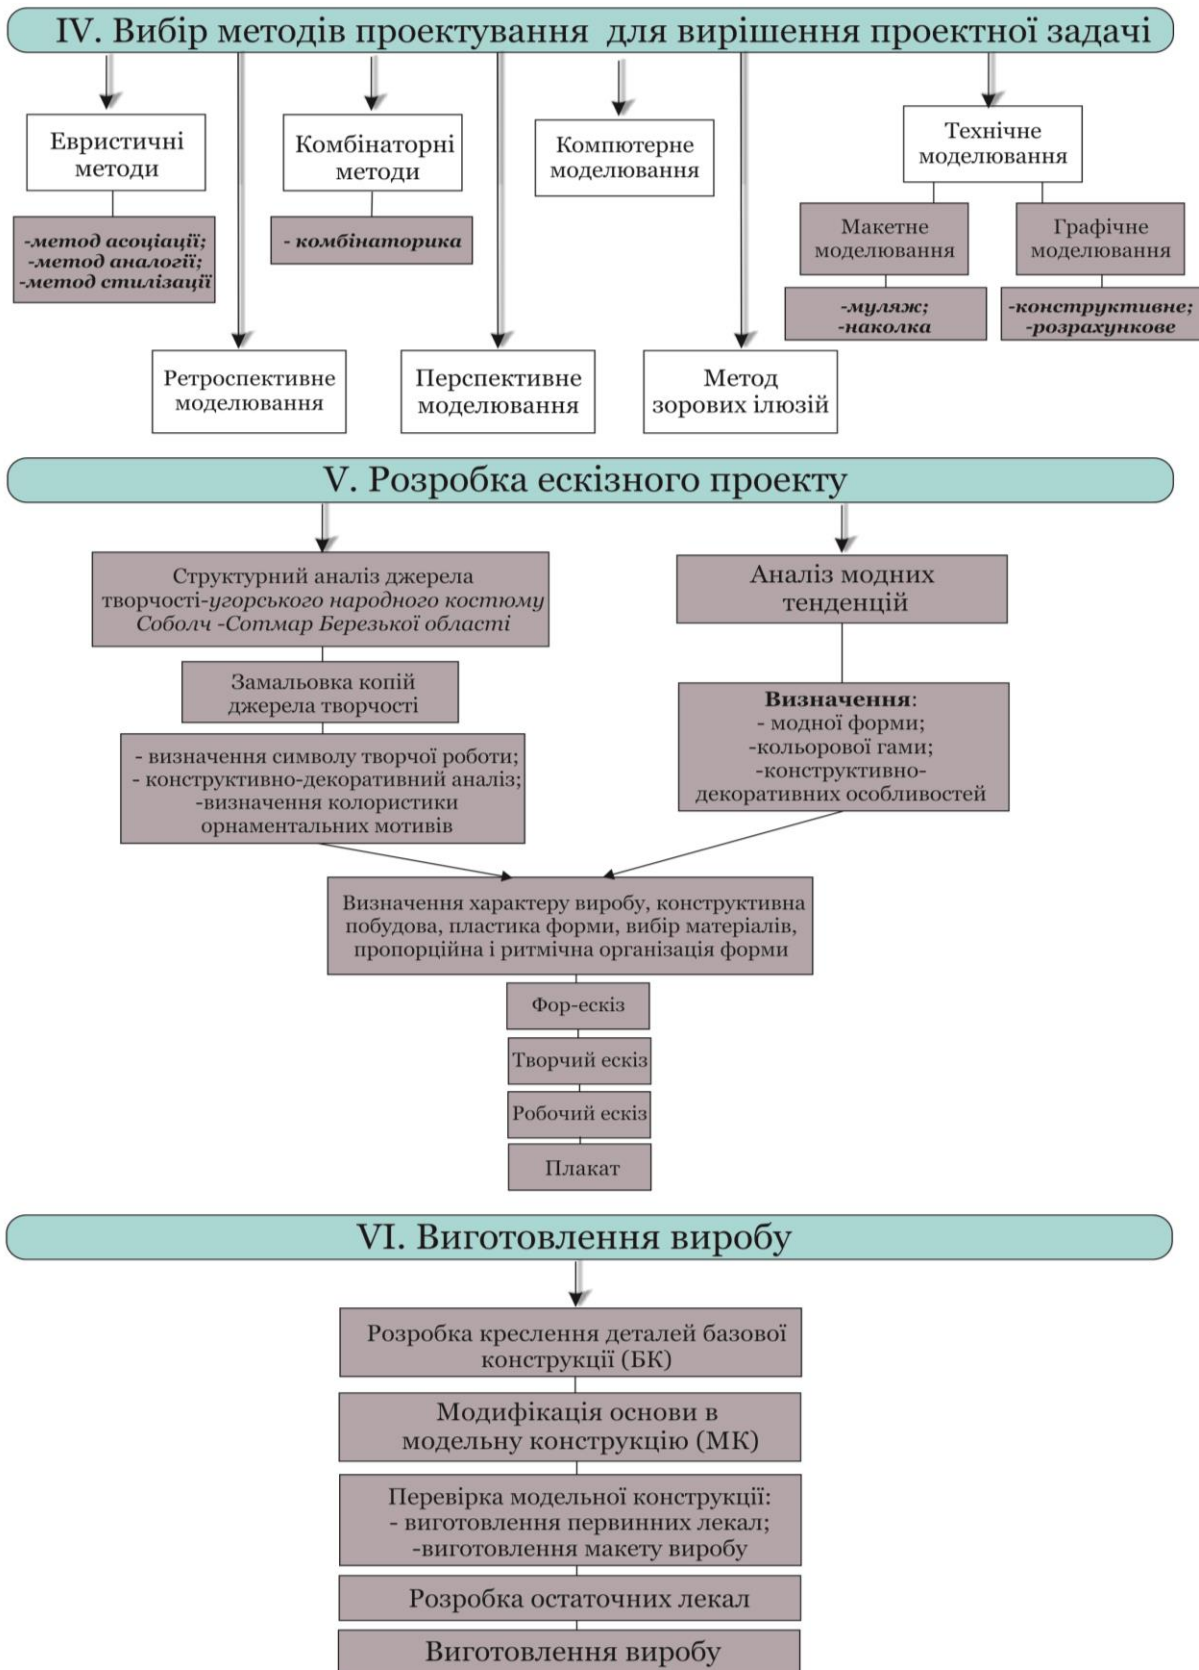 IV. Вибір методів проектування для вирішення проектної задачі
Евристичні
методи
-метод асоціації;
-метод аналогії;
-метод стилізації
Комбінаторні
методи
- комбінаторика
Компютерне
моделювання
Технічне
моделювання
Макетне
моделювання
-муляж;
-наколка
Графічне
моделювання
-конструктивне;
-розрахункове
Ретроспективне
моделювання
Перспективне
моделювання
Метод
зорових ілюзій
V. Розробка ескізного проекту
Структурний аналіз джерела
творчості-угорського народного костюму
Соболч -Сотмар Березької області
Замальовка копій
джерела творчості
- визначення символу творчої роботи;
- конструктивно-декоративний аналіз;
-визначення колористики
орнаментальних мотивів
Аналіз модних
тенденцій
Визначення:
- модної форми;
-кольорової гами;
-конструктивно-
декоративних особливостей
Визначення характеру виробу, конструктивна
побудова, пластика форми, вибір матеріалів,
пропорційна і ритмічна організація форми
Фор-ескіз
Творчий ескіз
Робочий ескіз
Плакат
VI. Виготовлення виробу
Розробка креслення деталей базової
конструкції (БК)
Модифікація основи в
модельну конструкцію (МК)
Перевірка модельної конструкції:
- виготовлення первинних лекал;
-виготовлення макету виробу
Розробка остаточних лекал
Виготовлення виробу